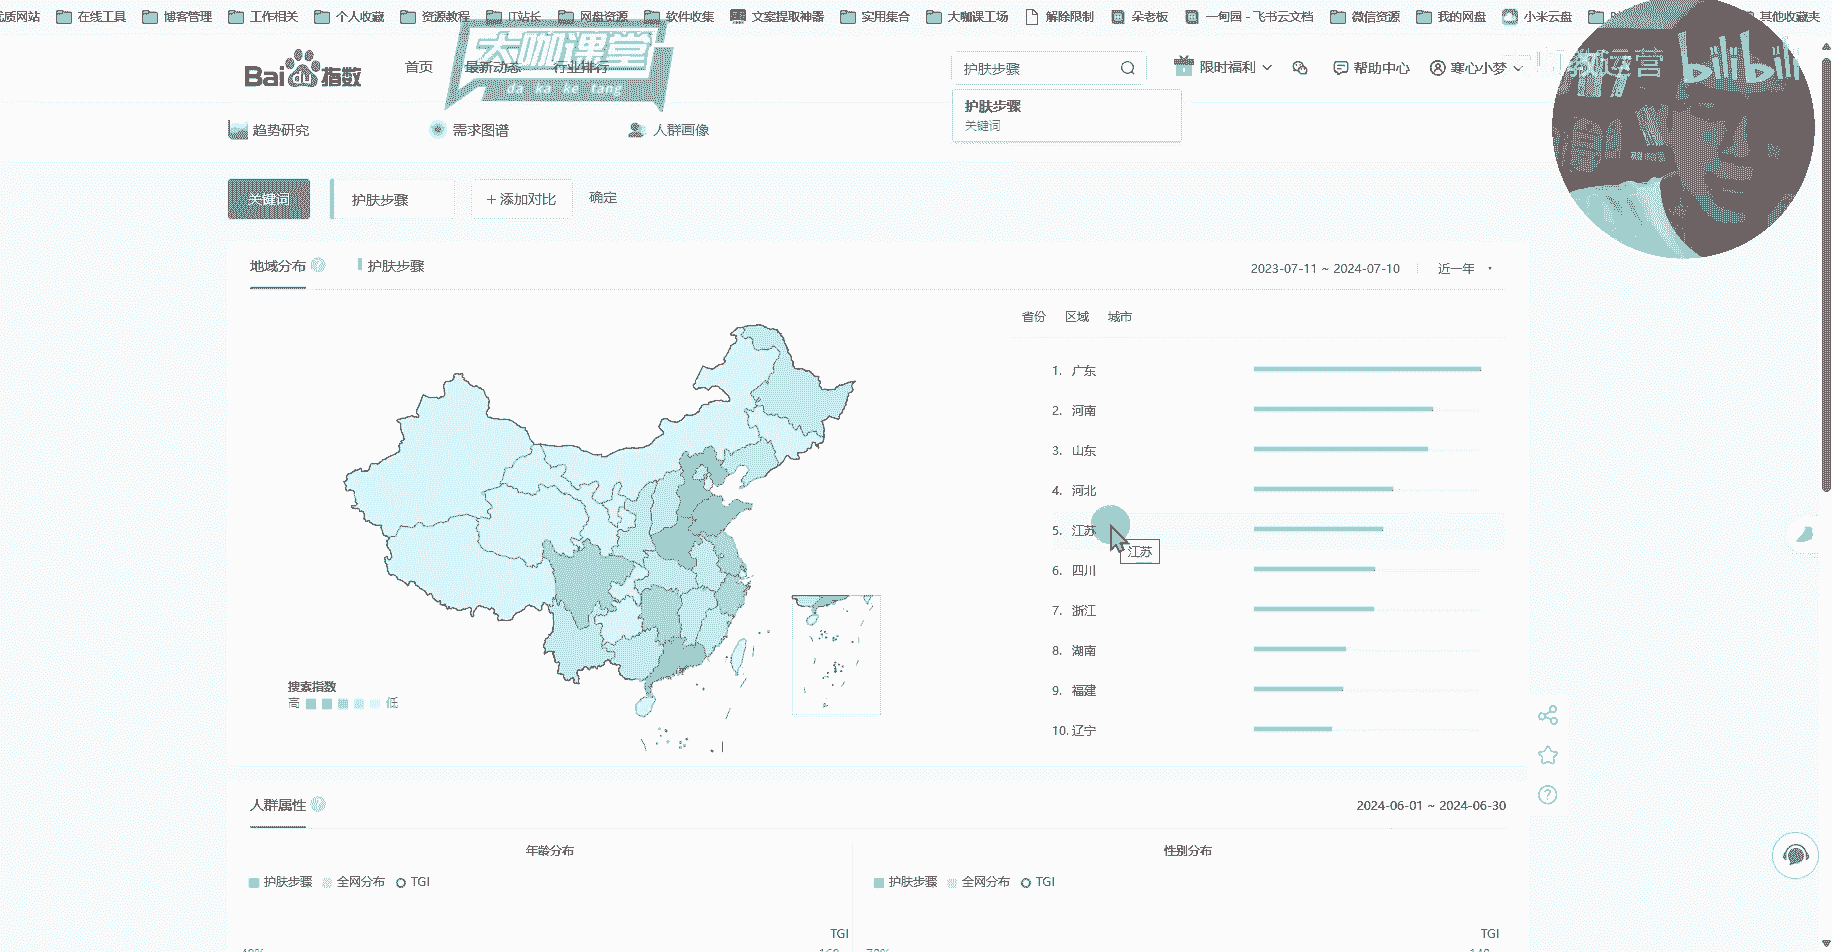 优质网站 在线工具 博客管理 工作相关 个人收藏 资源教程 IT站长 网盘资源 软件收集 文案提取神器 实用集合 大咖课工场 解除限制 朵老板 一甸园 - 飞书云文档 微信资源 我的网盘 小米云盘 其他收藏夹
大咖课堂
da ka ke tang
bilibili
Bai du 指数 首页 最新动态 行业排行 护肤步骤 限时福利 帮助中心 寒心小梦
护肤步骤
关键词
趋势研究 需求图谱 人群画像
关键词 护肤步骤 + 添加对比 确定
地域分布 护肤步骤 2023-07-11 ~ 2024-07-10 近一年
省份 区域 城市
1. 广东
2. 河南
3. 山东
4. 河北
5. 江苏
江苏
6. 四川
7. 浙江
8. 湖南
9. 福建
10. 辽宁
搜索指数
高 低
人群属性 2024-06-01 ~ 2024-06-30
年龄分布 性别分布
护肤步骤 全网分布 TGI 护肤步骤 全网分布 TGI
TGI TGI